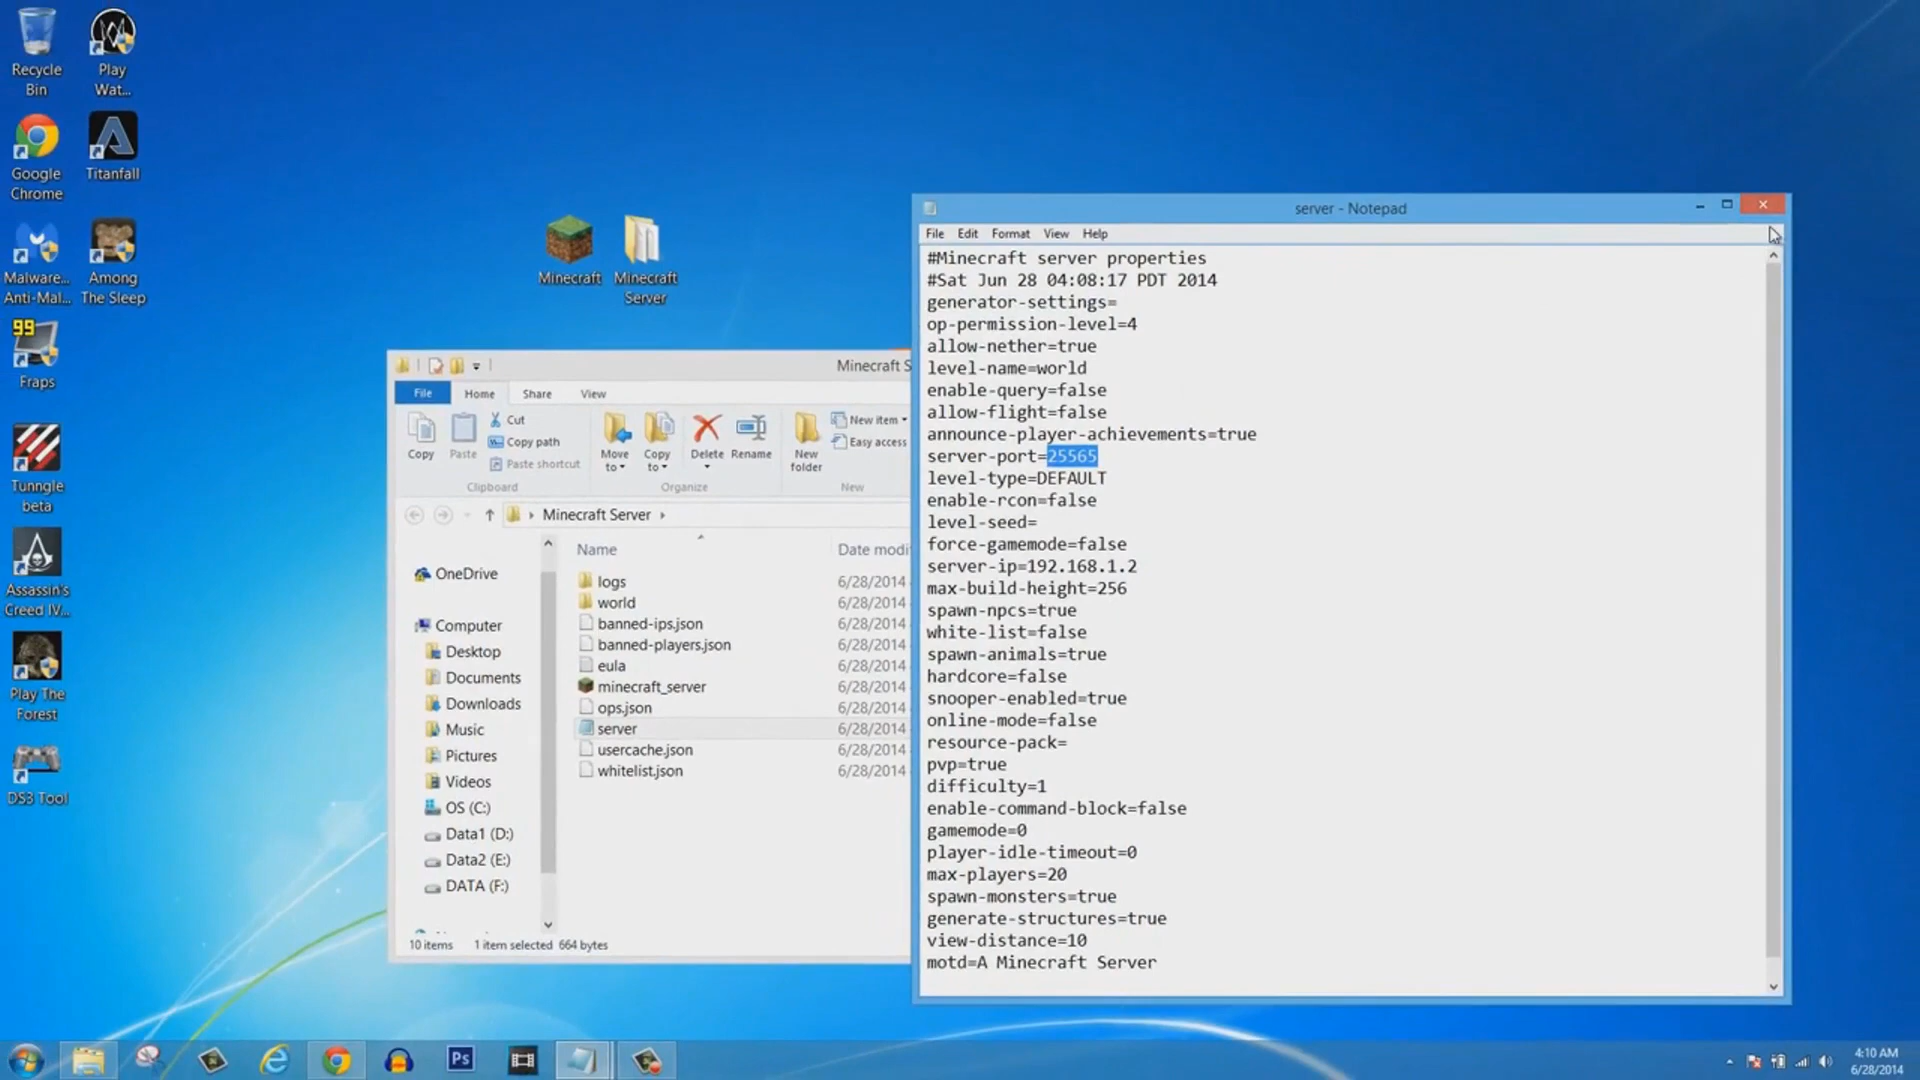 Recycle
Bin
Play
Wat...
Google
Chrome
Titanfall
Malware...
Anti-Mal...
Among
The Sleep
99
Fraps
Tunngle
beta
Assassin's
Creed IV...
Play The
Forest
DS3 Tool
Minecraft
Minecraft
Server
Minecraft S
File
Home
Share
View
Copy
Paste
Cut
Copy path
Paste shortcut
Move
to
Copy
to
Delete
Rename
New
folder
New item
Easy access
Clipboard
Organize
New
Minecraft Server
Name
Date modi
OneDrive
Computer
Desktop
Documents
Downloads
Music
Pictures
Videos
OS (C:)
Data1 (D:)
Data2 (E:)
DATA (F:)
logs 6/28/2014
world 6/28/2014
banned-ips.json 6/28/2014
banned-players.json 6/28/2014
eula 6/28/2014
minecraft_server 6/28/2014
ops.json 6/28/2014
server 6/28/2014
usercache.json 6/28/2014
whitelist.json 6/28/2014
10 items 1 item selected 664 bytes
server - Notepad
File Edit Format View Help
#Minecraft server properties
#Sat Jun 28 04:08:17 PDT 2014
generator-settings=
op-permission-level=4
allow-nether=true
level-name=world
enable-query=false
allow-flight=false
announce-player-achievements=true
server-port=25565
level-type=DEFAULT
enable-rcon=false
level-seed=
force-gamemode=false
server-ip=192.168.1.2
max-build-height=256
spawn-npcs=true
white-list=false
spawn-animals=true
hardcore=false
snooper-enabled=true
online-mode=false
resource-pack=
pvp=true
difficulty=1
enable-command-block=false
gamemode=0
player-idle-timeout=0
max-players=20
spawn-monsters=true
generate-structures=true
view-distance=10
motd=A Minecraft Server
Ps
4:10 AM
6/28/2014